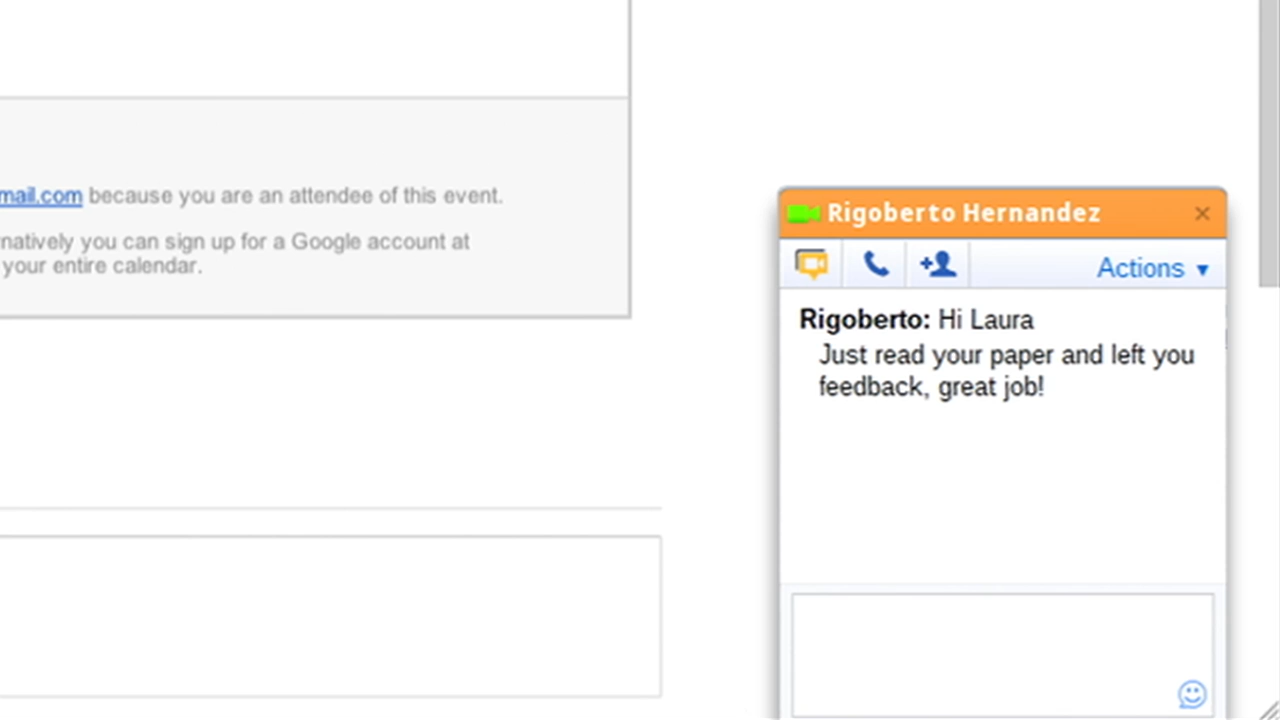 mail.com because you are an attendee of this event.
natively you can sign up for a Google account at
your entire calendar.
Rigoberto Hernandez
Actions
Rigoberto: Hi Laura
Just read your paper and left you
feedback, great job!